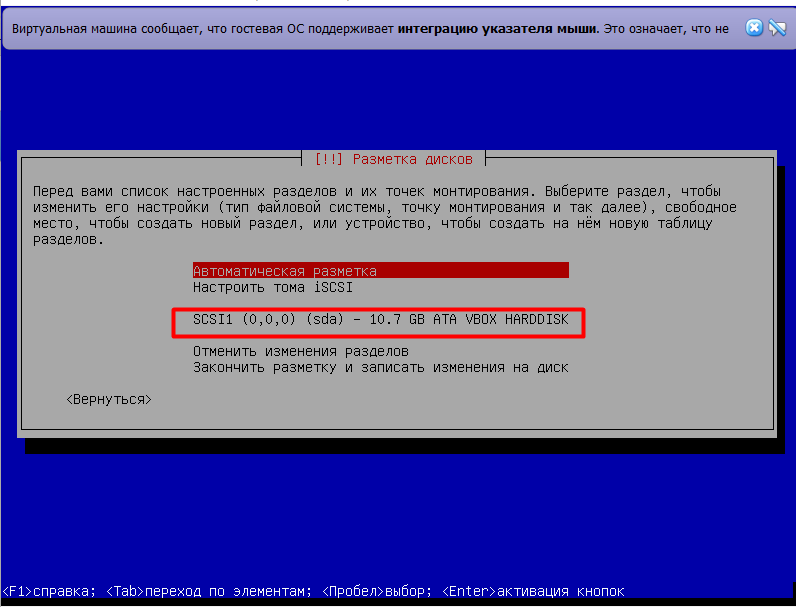 Виртуальная машина сообщает, что гостевая ОС поддерживает интеграцию указателя мыши. Это означает, что не
[!!] Разметка дисков
Перед вами список настроенных разделов и их точек монтирования. Выберите раздел, чтобы
изменить его настройки (тип файловой системы, точку монтирования и так далее), свободное
место, чтобы создать новый раздел, или устройство, чтобы создать на нём новую таблицу
разделов.
Автоматическая разметка
Настроить тома iSCSI
SCSI1 (0,0,0) (sda) - 10.7 GB ATA VBOX HARDDISK
Отменить изменения разделов
Закончить разметку и записать изменения на диск
<Вернуться>
<F1>справка; <Tab>переход по элементам; <Пробел>выбор; <Enter>активация кнопок